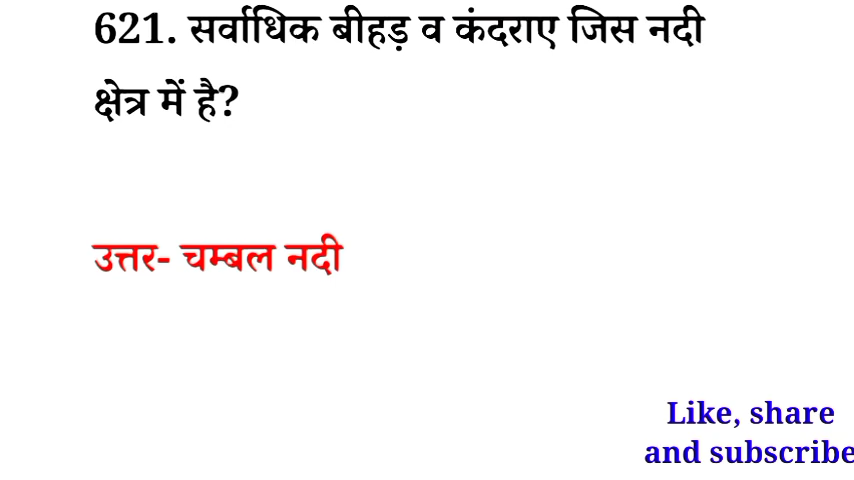 621. सर्वाधिक बीहड़ व कंदराए जिस नदी
क्षेत्र में है?
उत्तर- चम्बल नदी
Like, share
and subscribe